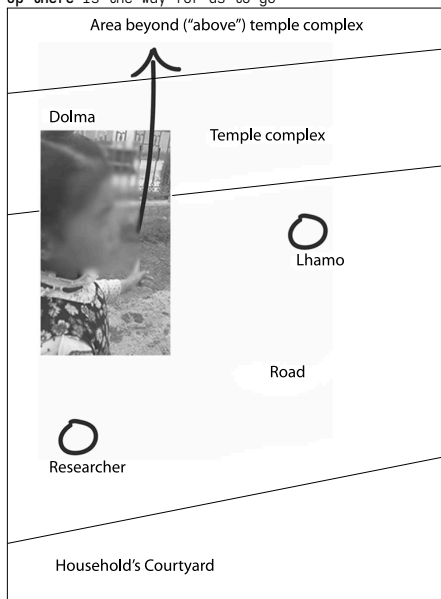 Up there is the way for us to go
Area beyond (“above”) temple complex
Dolma
Temple complex
Lhamo
Road
Researcher
Household’s Courtyard